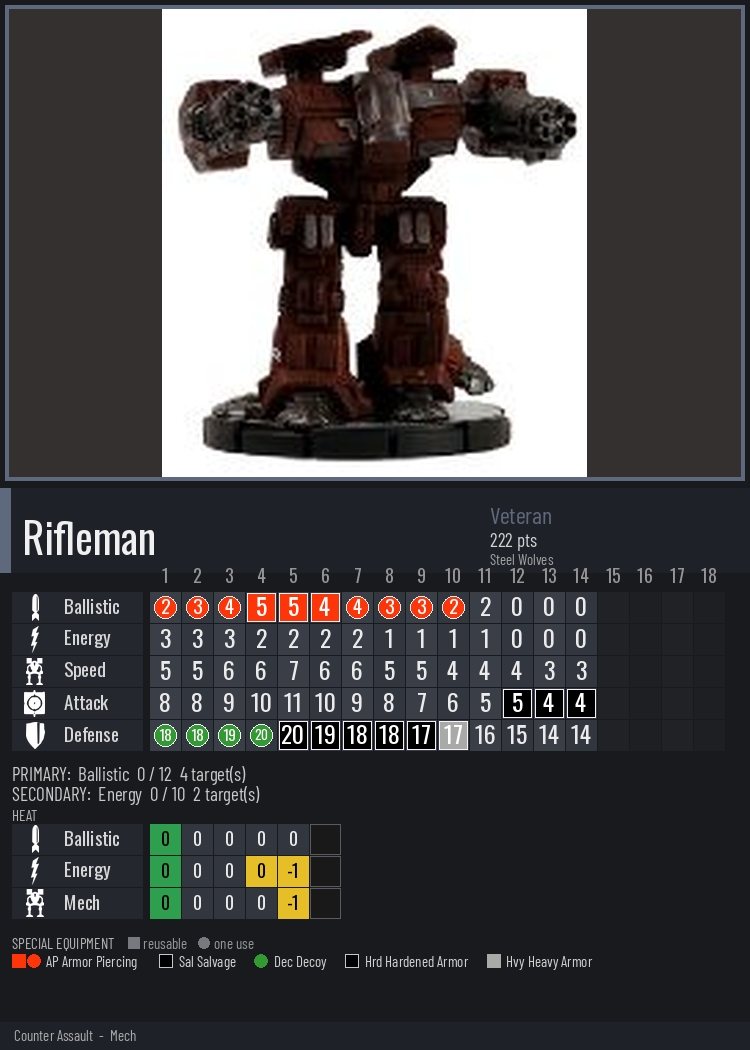 Rifleman
Veteran
222 pts
Steel Wolves
1 2 3 4 5 6 7 8 9 10 11 12 13 14 15 16 17 18
Ballistic 2 3 4 5 5 4 4 3 3 2 2 0 0 0
Energy 3 3 3 2 2 2 2 1 1 1 1 0 0 0
Speed 5 5 6 6 7 6 6 5 5 4 4 4 3 3
Attack 8 8 9 10 11 10 9 8 7 6 5 5 4 4
Defense 18 18 19 20 20 19 18 18 17 17 16 15 14 14
PRIMARY: Ballistic 0 / 12 4 target(s)
SECONDARY: Energy 0 / 10 2 target(s)
HEAT
Ballistic 0 0 0 0 0
Energy 0 0 0 0 -1
Mech 0 0 0 0 -1
SPECIAL EQUIPMENT reusable one use
AP Armor Piercing Sal Salvage Dec Decoy Hrd Hardened Armor Hvy Heavy Armor
Counter Assault - Mech